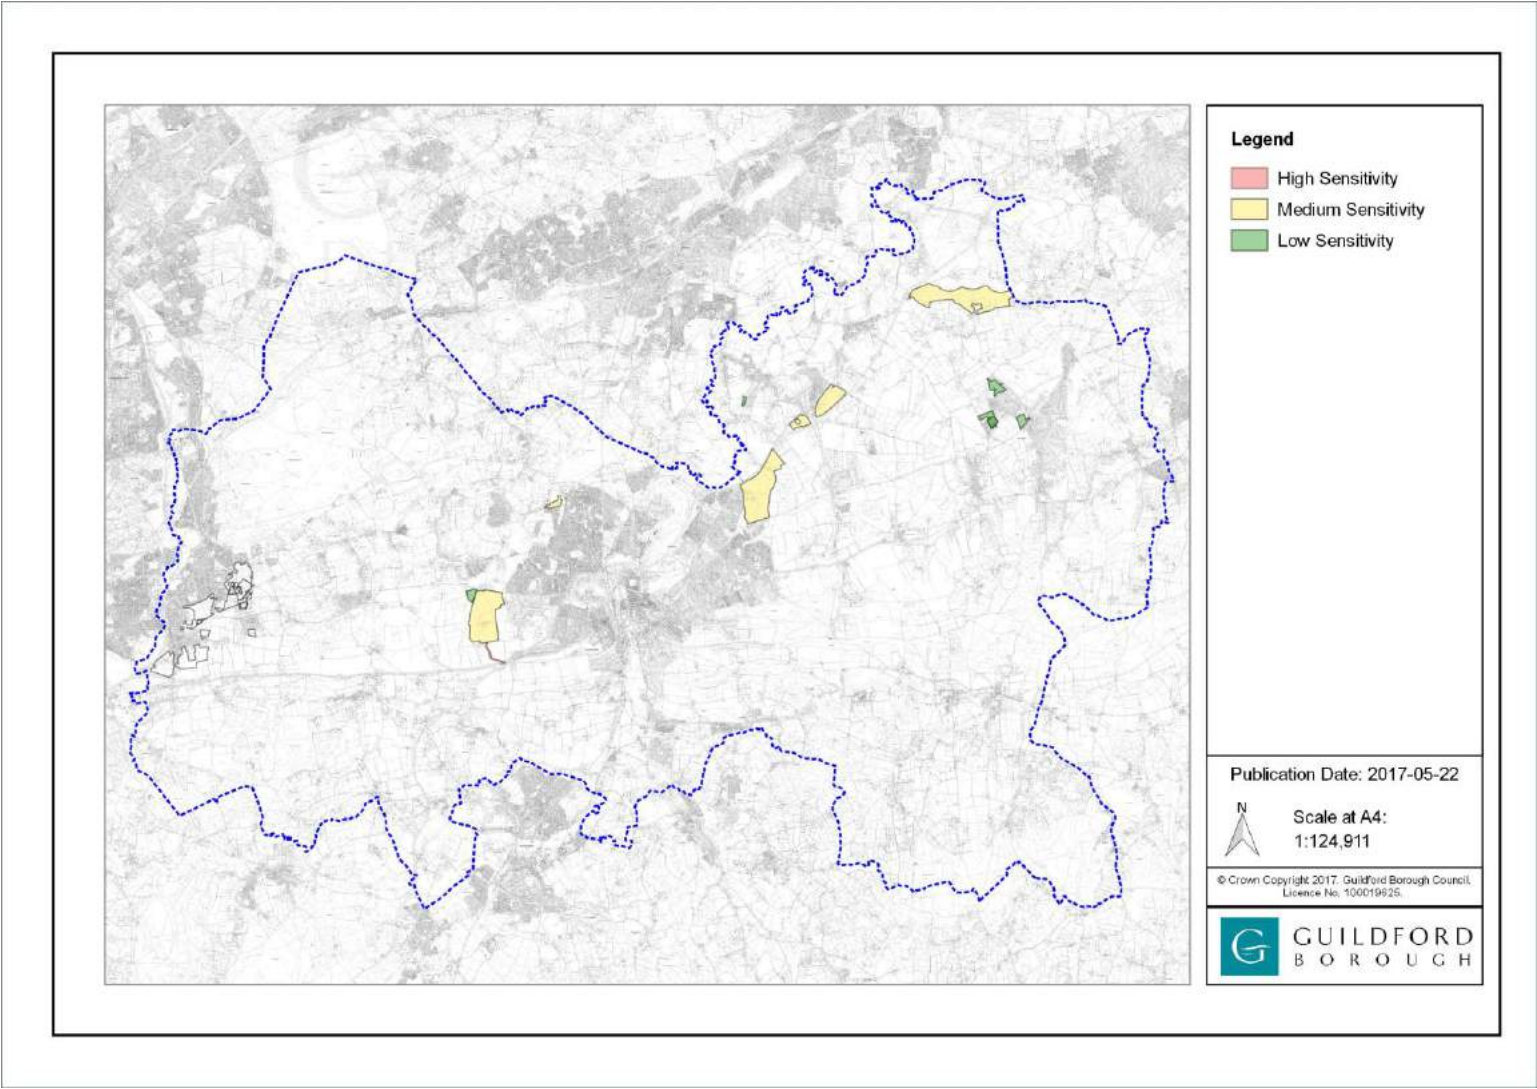 Legend
High Sensitivity
Medium Sensitivity
Low Sensitivity
Publication Date: 2017-05-22
N
Scale at A4:
1:124,911
© Crown Copyright 2017. Guildford Borough Council.
Licence No. 100019625.
G
GUILDFORD
BOROUGH